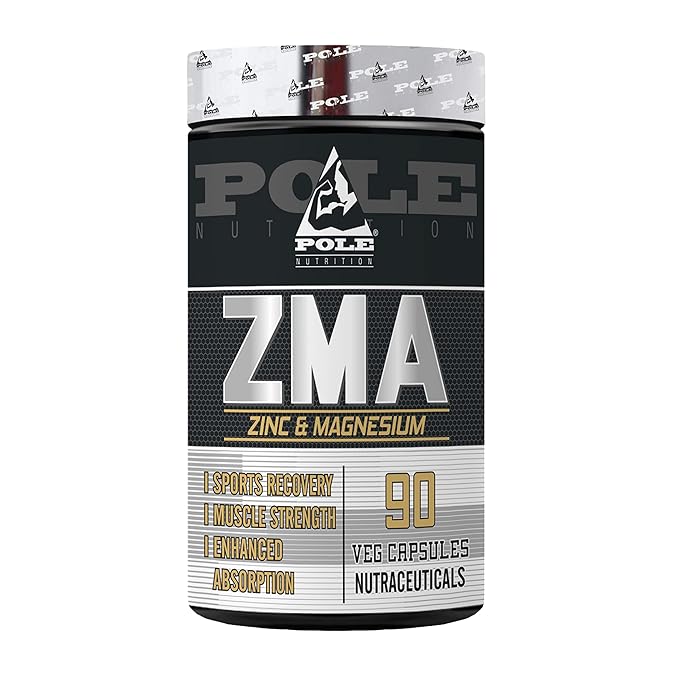 POLE
POLE
NUTRITION
POLE®
NUTRITION
ZMA
ZINC & MAGNESIUM
SPORTS RECOVERY
MUSCLE STRENGTH
ENHANCED
ABSORPTION
90
VEG CAPSULES
NUTRACEUTICALS